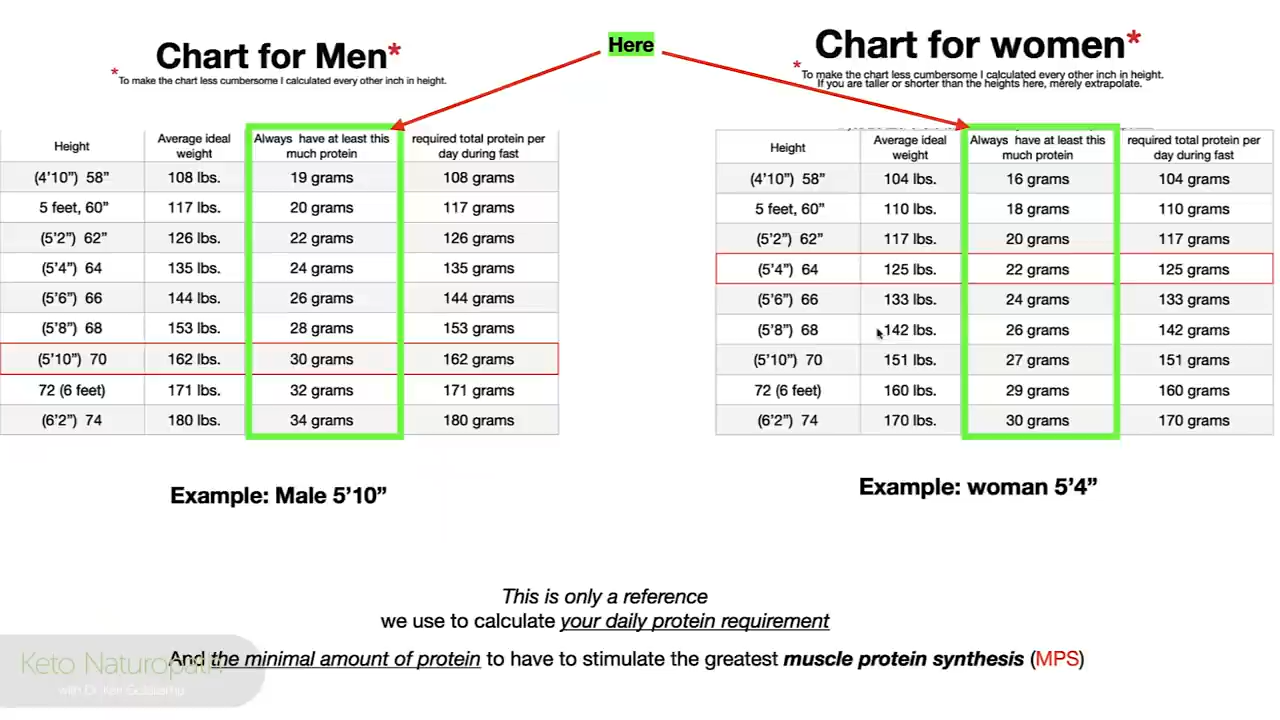 Here
Chart for Men*
* To make the chart less cumbersome I calculated every other inch in height.
Height | Average ideal weight | Always have at least this much protein | required total protein per day during fast
(4’10”) 58” | 108 lbs. | 19 grams | 108 grams
5 feet, 60” | 117 lbs. | 20 grams | 117 grams
(5’2”) 62” | 126 lbs. | 22 grams | 126 grams
(5’4”) 64 | 135 lbs. | 24 grams | 135 grams
(5’6”) 66 | 144 lbs. | 26 grams | 144 grams
(5’8”) 68 | 153 lbs. | 28 grams | 153 grams
(5’10”) 70 | 162 lbs. | 30 grams | 162 grams
72 (6 feet) | 171 lbs. | 32 grams | 171 grams
(6’2”) 74 | 180 lbs. | 34 grams | 180 grams
Example: Male 5’10”
Chart for women*
* To make the chart less cumbersome I calculated every other inch in height.
If you are taller or shorter than the heights here, merely extrapolate.
Height | Average ideal weight | Always have at least this much protein | required total protein per day during fast
(4’10”) 58” | 104 lbs. | 16 grams | 104 grams
5 feet, 60” | 110 lbs. | 18 grams | 110 grams
(5’2”) 62” | 117 lbs. | 20 grams | 117 grams
(5’4”) 64 | 125 lbs. | 22 grams | 125 grams
(5’6”) 66 | 133 lbs. | 24 grams | 133 grams
(5’8”) 68 | 142 lbs. | 26 grams | 142 grams
(5’10”) 70 | 151 lbs. | 27 grams | 151 grams
72 (6 feet) | 160 lbs. | 29 grams | 160 grams
(6’2”) 74 | 170 lbs. | 30 grams | 170 grams
Example: woman 5’4”
This is only a reference
we use to calculate your daily protein requirement
And the minimal amount of protein to have to stimulate the greatest muscle protein synthesis (MPS)
Keto Naturopath
with Dr.